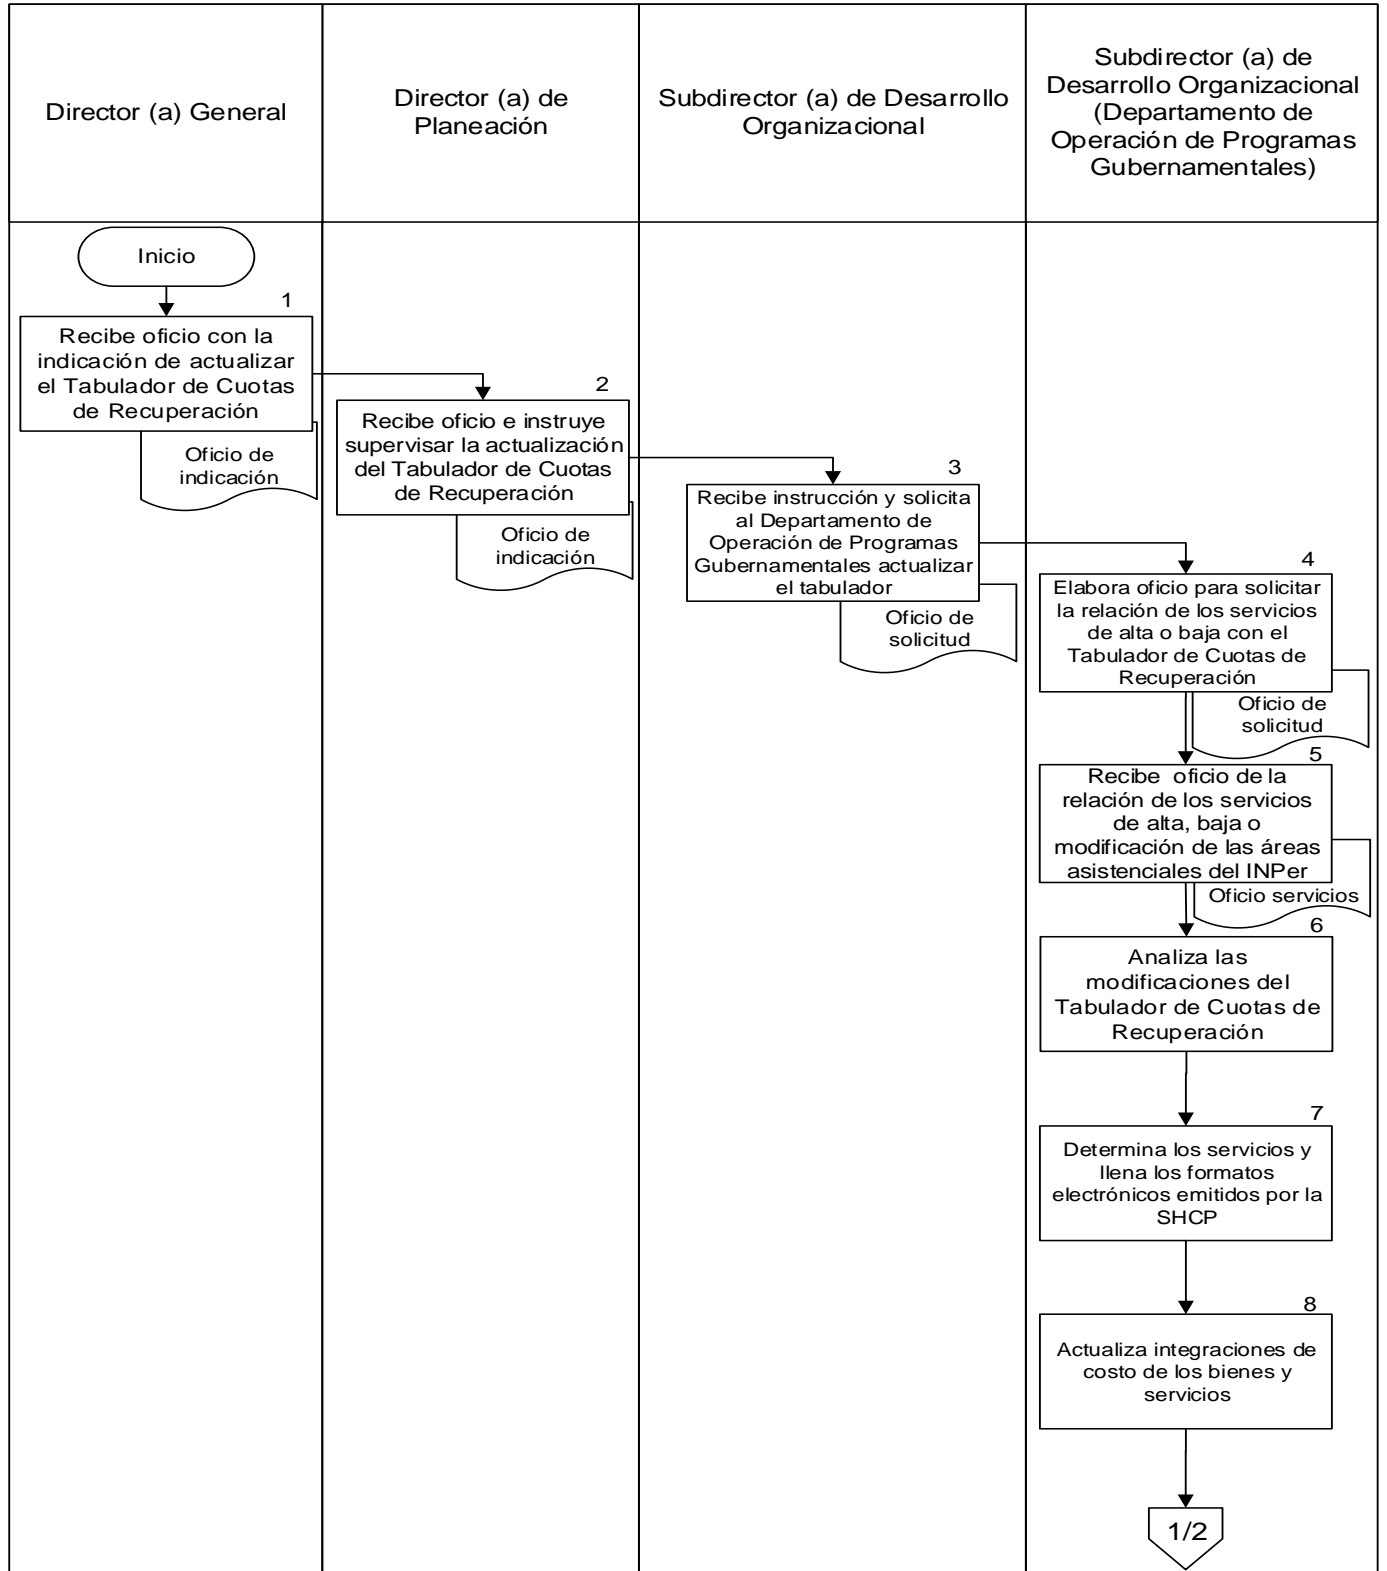 Director (a) General
Director (a) de
Planeación
Subdirector (a) de Desarrollo
Organizacional
Subdirector (a) de
Desarrollo Organizacional
(Departamento de
Operación de Programas
Gubernamentales)
Inicio
1
Recibe oficio con la
indicación de actualizar
el Tabulador de Cuotas
de Recuperación
Oficio de
indicación
2
Recibe oficio e instruye
supervisar la actualización
del Tabulador de Cuotas
de Recuperación
Oficio de
indicación
3
Recibe instrucción y solicita
al Departamento de
Operación de Programas
Gubernamentales actualizar
el tabulador
Oficio de
solicitud
4
Elabora oficio para solicitar
la relación de los servicios
de alta o baja con el
Tabulador de Cuotas de
Recuperación
Oficio de
solicitud
5
Recibe oficio de la
relación de los servicios
de alta, baja o
modificación de las áreas
asistenciales del INPer
Oficio servicios
6
Analiza las
modificaciones del
Tabulador de Cuotas de
Recuperación
7
Determina los servicios y
llena los formatos
electrónicos emitidos por la
SHCP
8
Actualiza integraciones de
costo de los bienes y
servicios
1/2